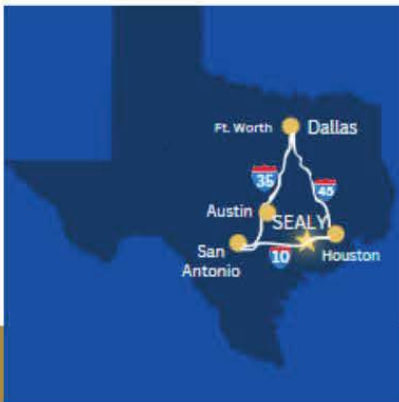 Ft. Worth
Dallas
35
45
Austin
SEALY
San
Antonio
10
Houston